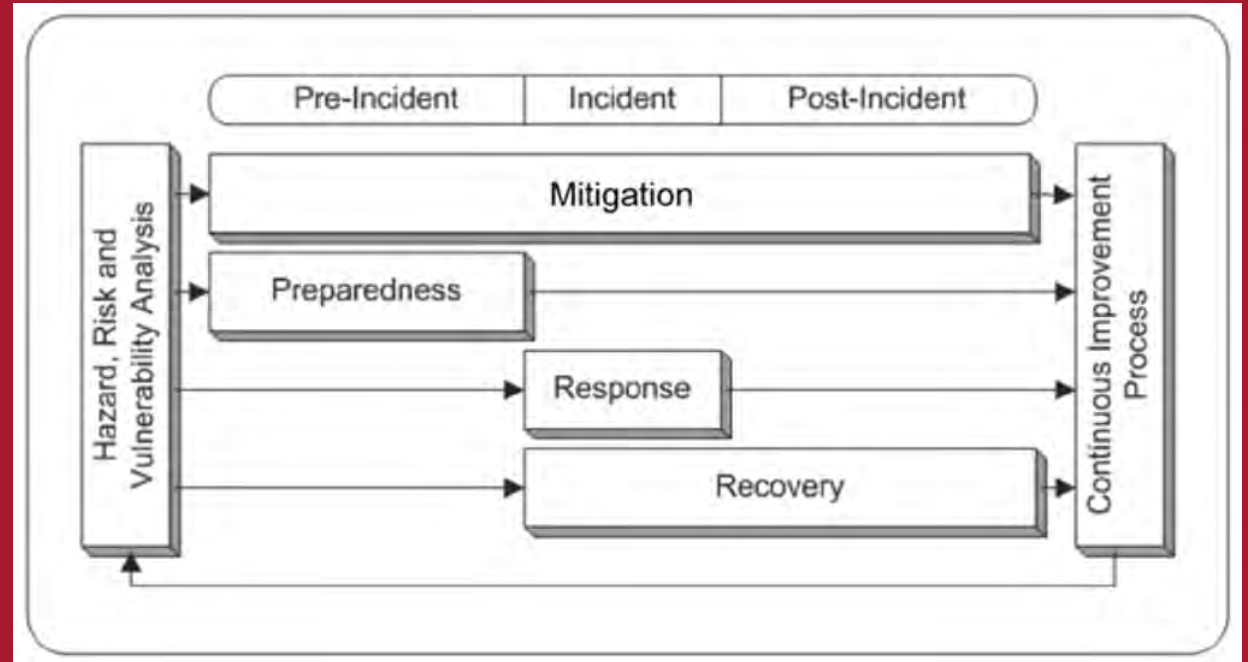 Pre-Incident
Incident
Post-Incident
Hazard, Risk and
Vulnerability Analysis
Mitigation
Preparedness
Response
Recovery
Continuous Improvement
Process